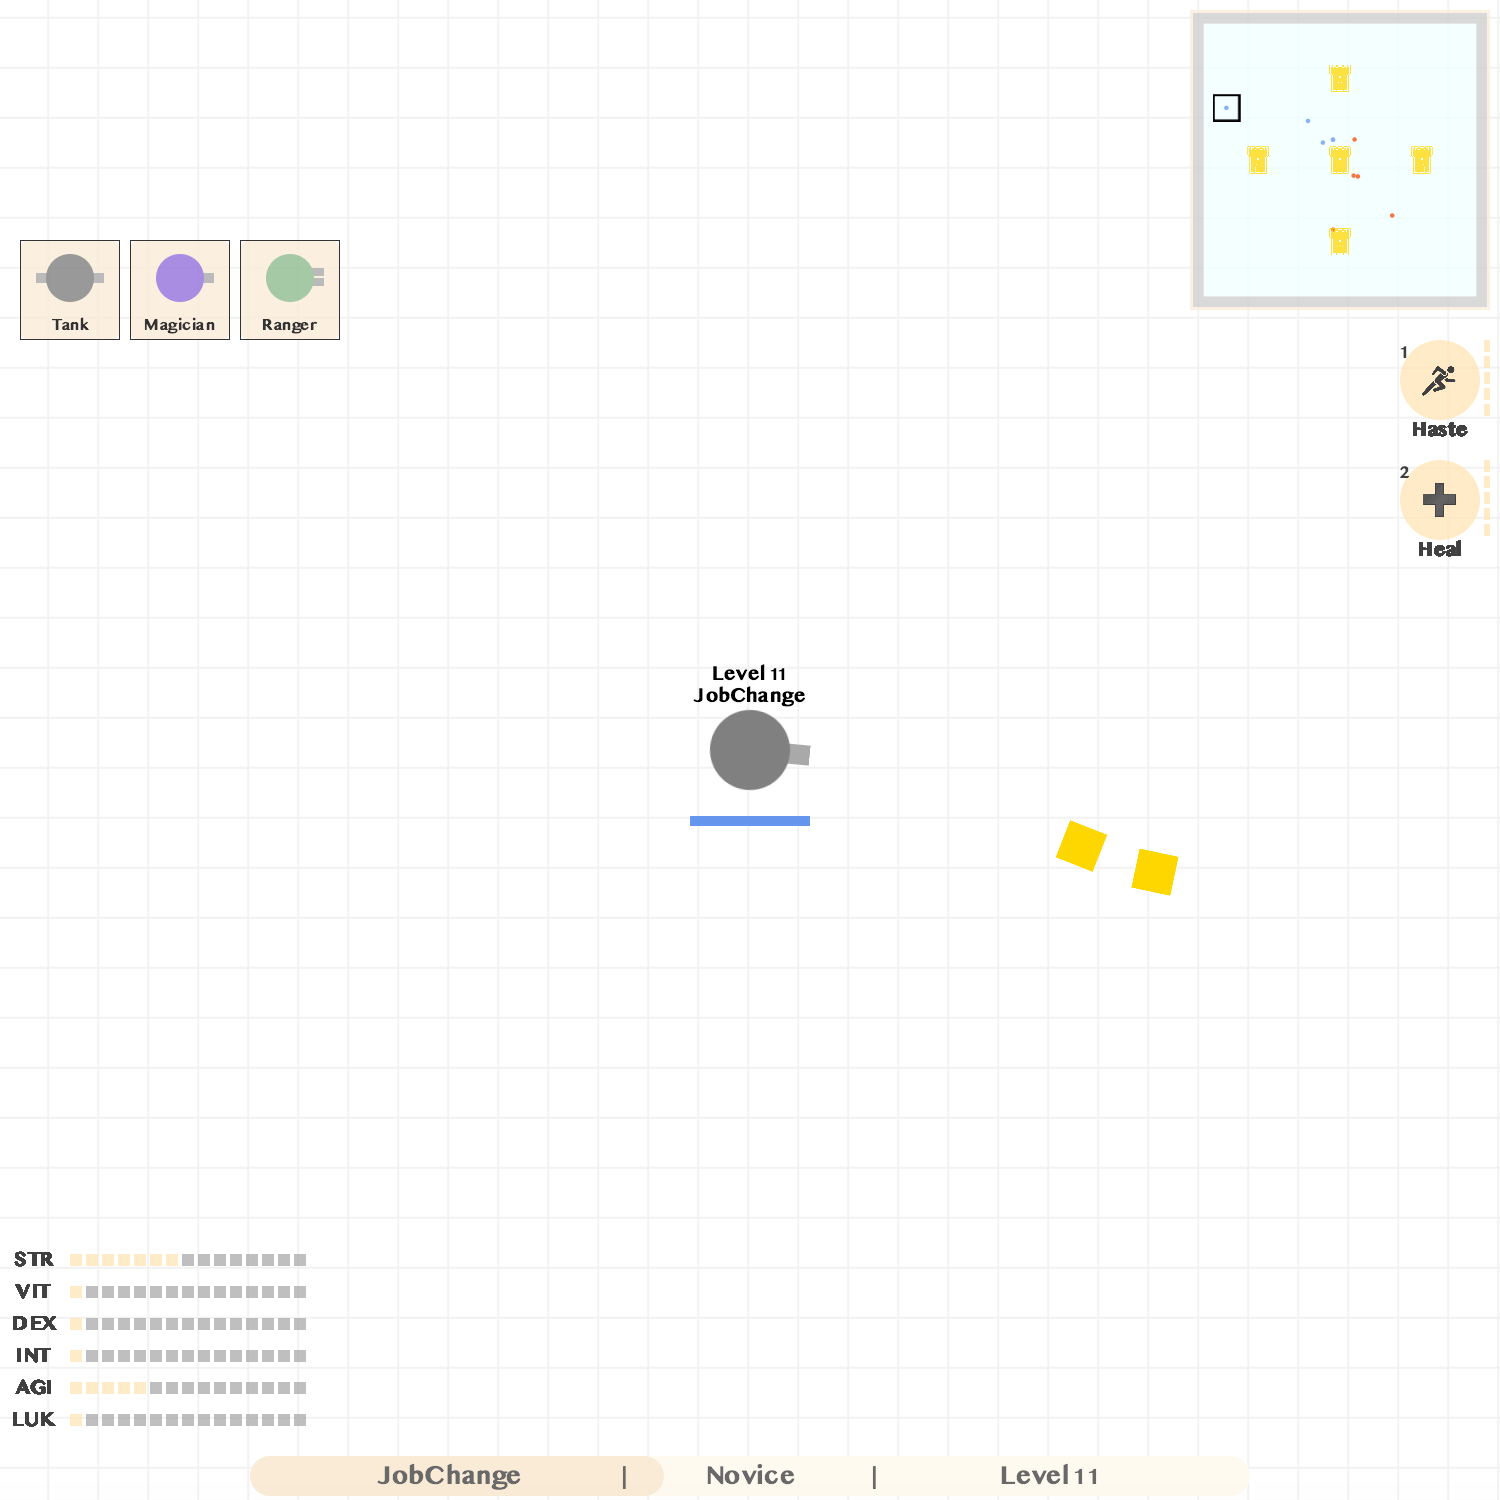 Tank
Magician
Ranger
1
Haste
2
Heal
Level 11
JobChange
STR
VIT
DEX
INT
AGI
LUK
JobChange | Novice | Level 11